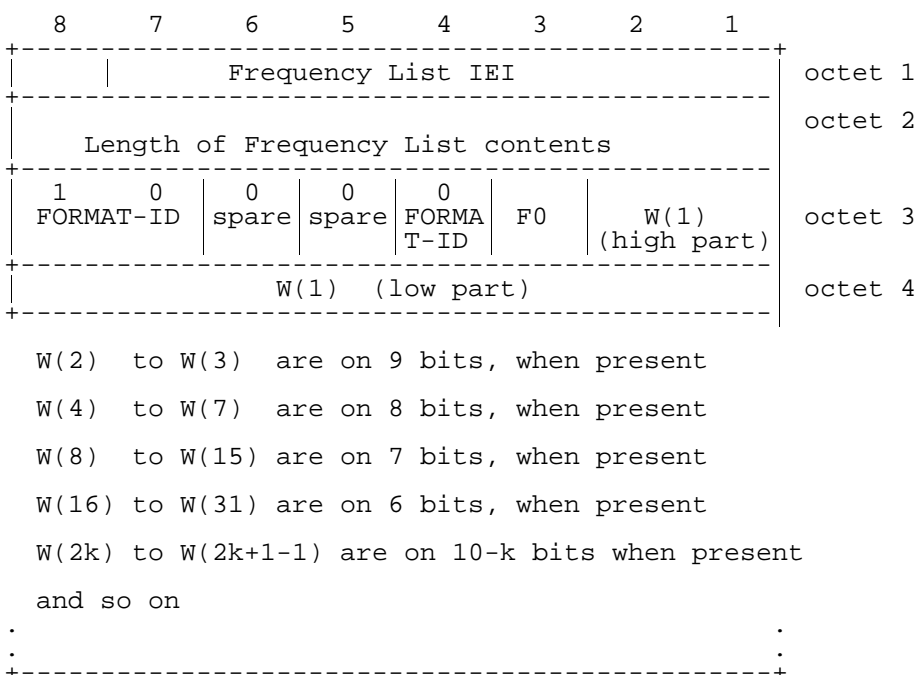 8 7 6 5 4 3 2 1
+-----------------------------------------------+
Frequency List IEI octet 1
+-----------------------------------------------
octet 2
Length of Frequency List contents
+-----------------------------------------------
1 0 0 0 0
FORMAT-ID spare spare FORMA F0 W(1) octet 3
T-ID (high part)
+-----------------------------------------------
W(1) (low part) octet 4
+-----------------------------------------------
W(2) to W(3) are on 9 bits, when present
W(4) to W(7) are on 8 bits, when present
W(8) to W(15) are on 7 bits, when present
W(16) to W(31) are on 6 bits, when present
W(2k) to W(2k+1-1) are on 10-k bits when present
and so on
. .
. .
+-----------------------------------------------+